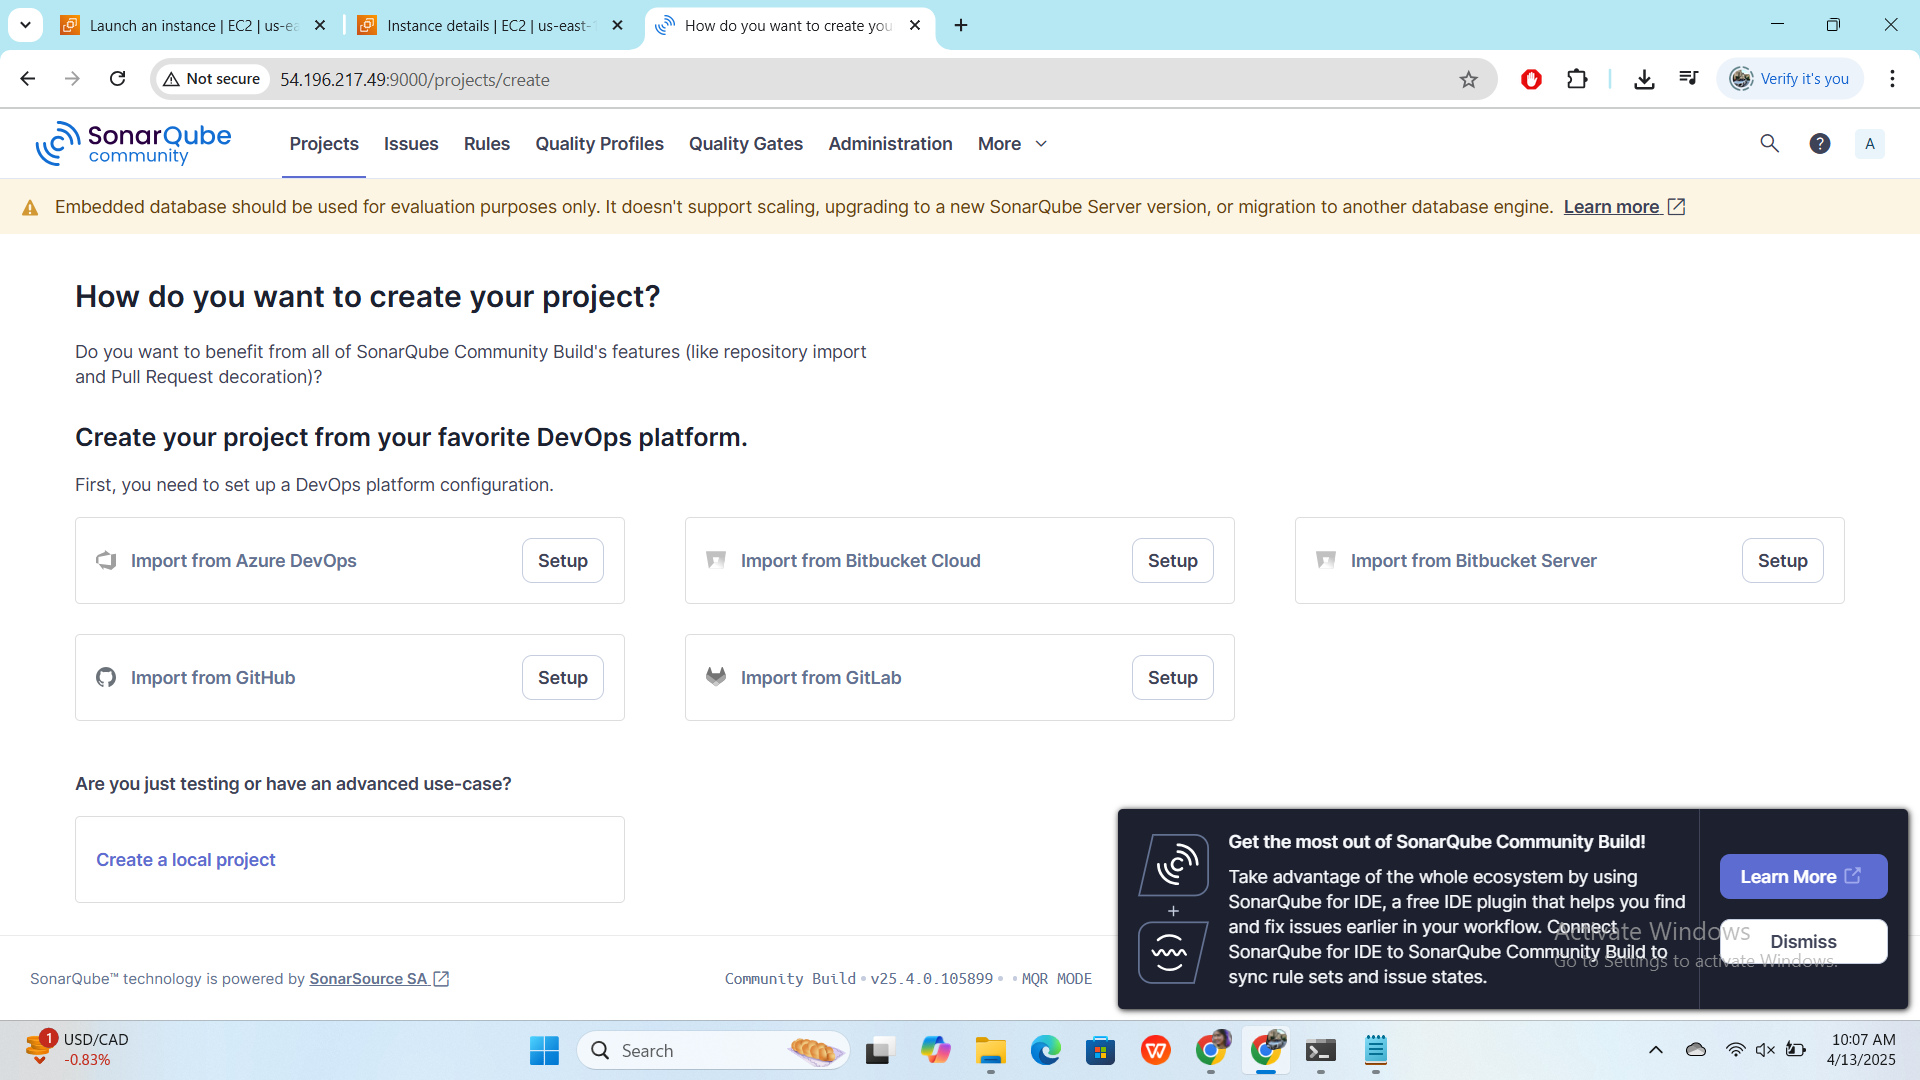 Launch an instance | EC2 | us-ea
Instance details | EC2 | us-east-1
How do you want to create you
Not secure
54.196.217.49:9000/projects/create
Verify it's you
SonarQube
community
Projects
Issues
Rules
Quality Profiles
Quality Gates
Administration
More
?
A
Embedded database should be used for evaluation purposes only. It doesn't support scaling, upgrading to a new SonarQube Server version, or migration to another database engine. Learn more
How do you want to create your project?
Do you want to benefit from all of SonarQube Community Build's features (like repository import
and Pull Request decoration)?
Create your project from your favorite DevOps platform.
First, you need to set up a DevOps platform configuration.
Import from Azure DevOps
Setup
Import from Bitbucket Cloud
Setup
Import from Bitbucket Server
Setup
Import from GitHub
Setup
Import from GitLab
Setup
Are you just testing or have an advanced use-case?
Create a local project
Get the most out of SonarQube Community Build!
Take advantage of the whole ecosystem by using
SonarQube for IDE, a free IDE plugin that helps you find
and fix issues earlier in your workflow. Connect
SonarQube for IDE to SonarQube Community Build to
sync rule sets and issue states.
Learn More
Dismiss
Activate Windows
Go to Settings to activate Windows.
SonarQube™ technology is powered by SonarSource SA
Community Build • v25.4.0.105899 • • MQR MODE
1
USD/CAD
-0.83%
Search
10:07 AM
4/13/2025